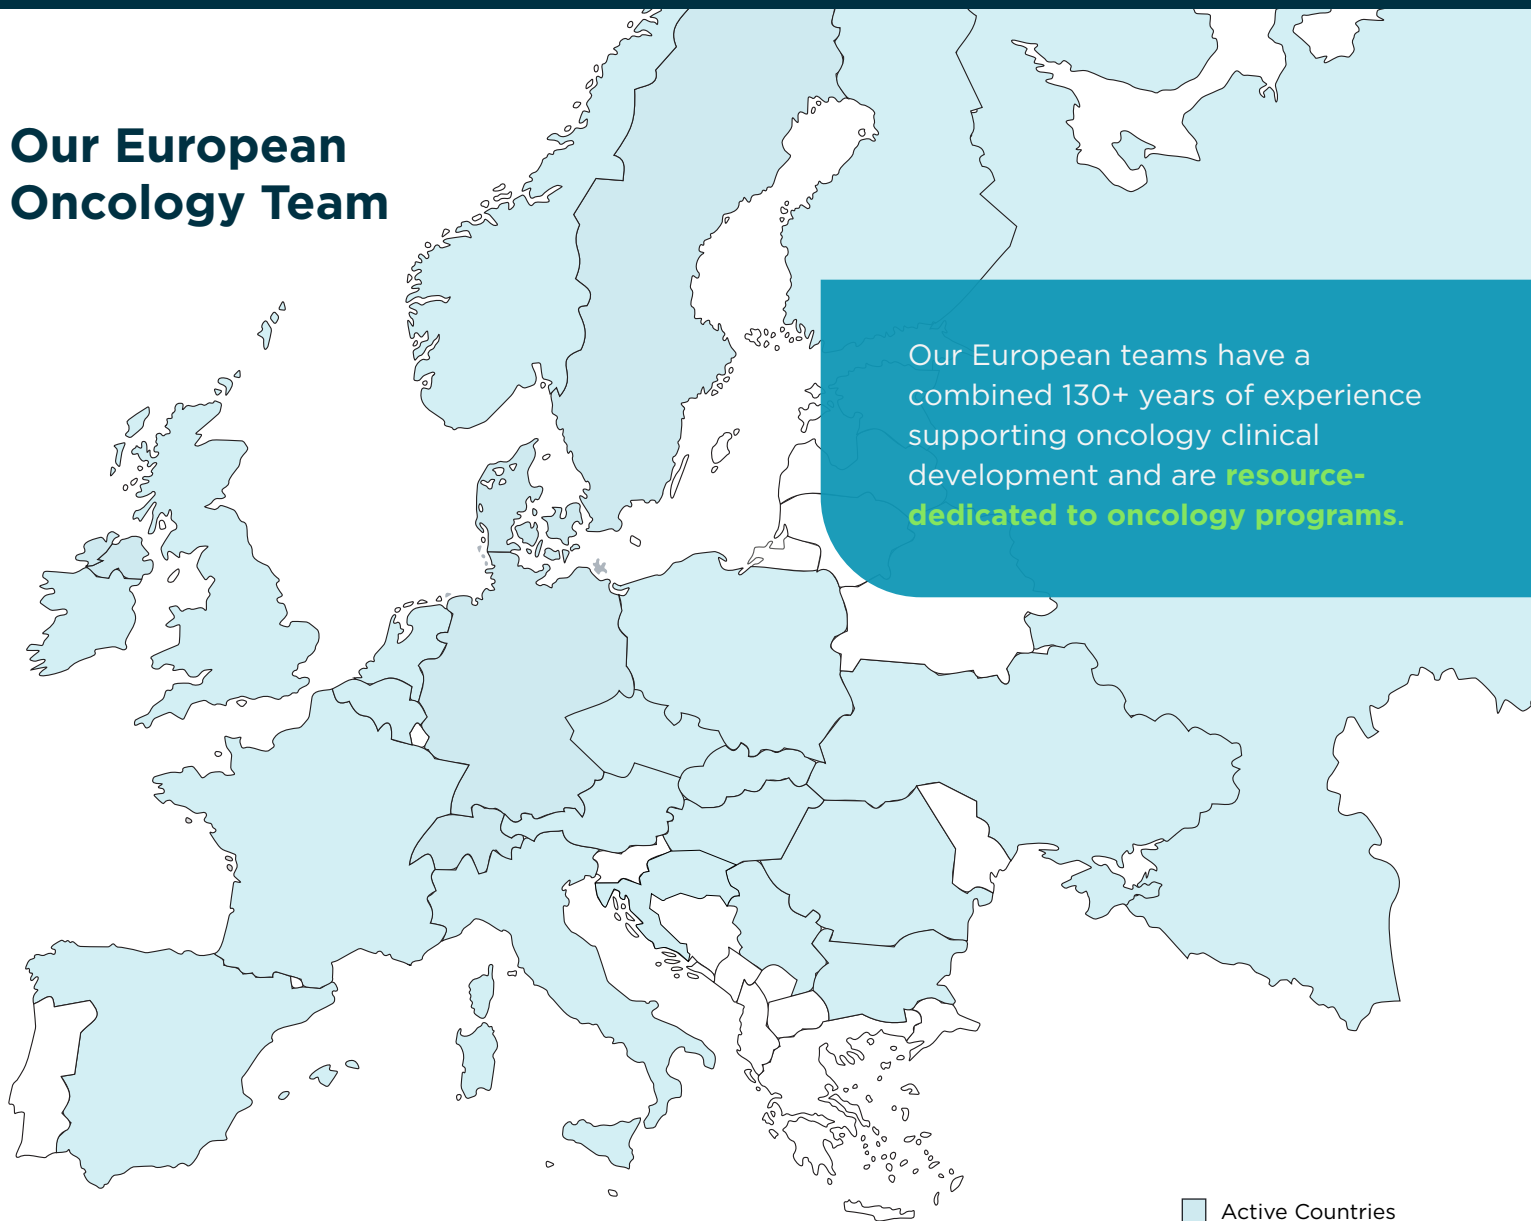 Our European
Oncology Team
Our European teams have a
combined 130+ years of experience
supporting oncology clinical
development and are resource-
dedicated to oncology programs.
Active Countries